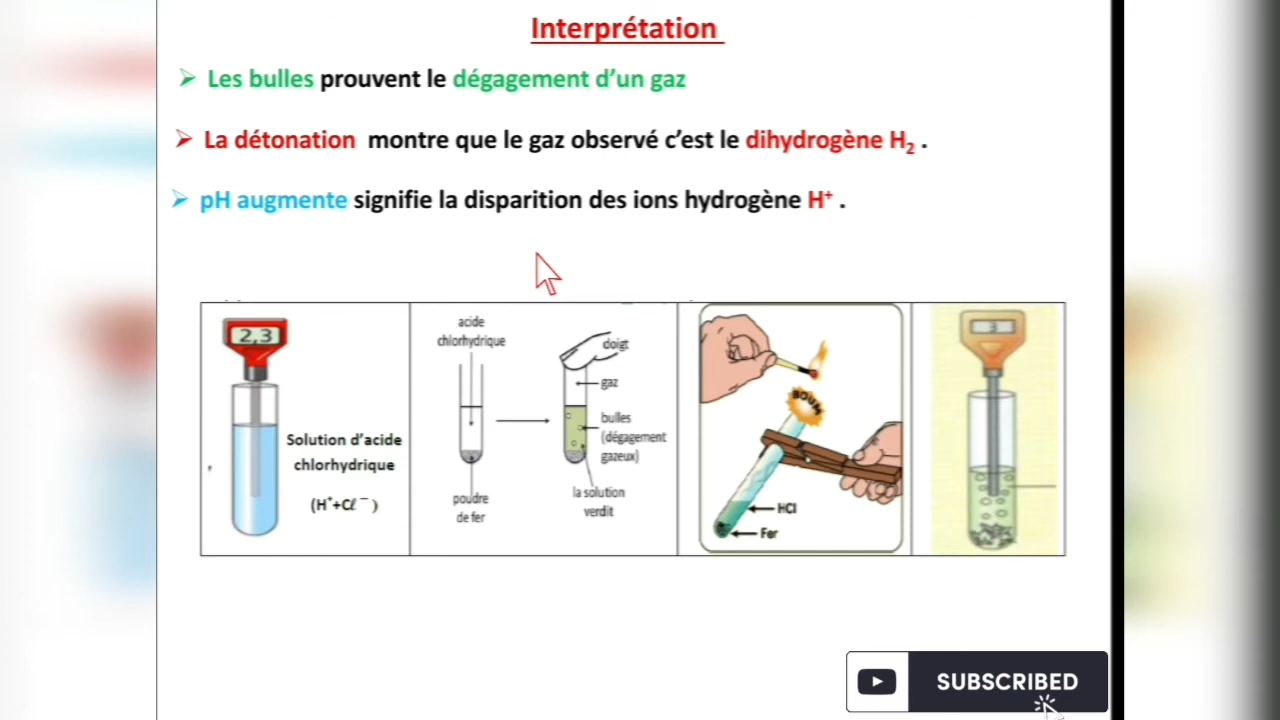 Interprétation
➢ Les bulles prouvent le dégagement d’un gaz
➢ La détonation montre que le gaz observé c’est le dihydrogène H₂ .
➢ pH augmente signifie la disparition des ions hydrogène H⁺ .
2,3
Solution d’acide
chlorhydrique
(H⁺+Cℓ⁻)
acide
chlorhydrique
poudre
de fer
doigt
gaz
bulles
(dégagement
gazeux)
la solution
verdit
BOUM
HCl
Fer
3
SUBSCRIBED